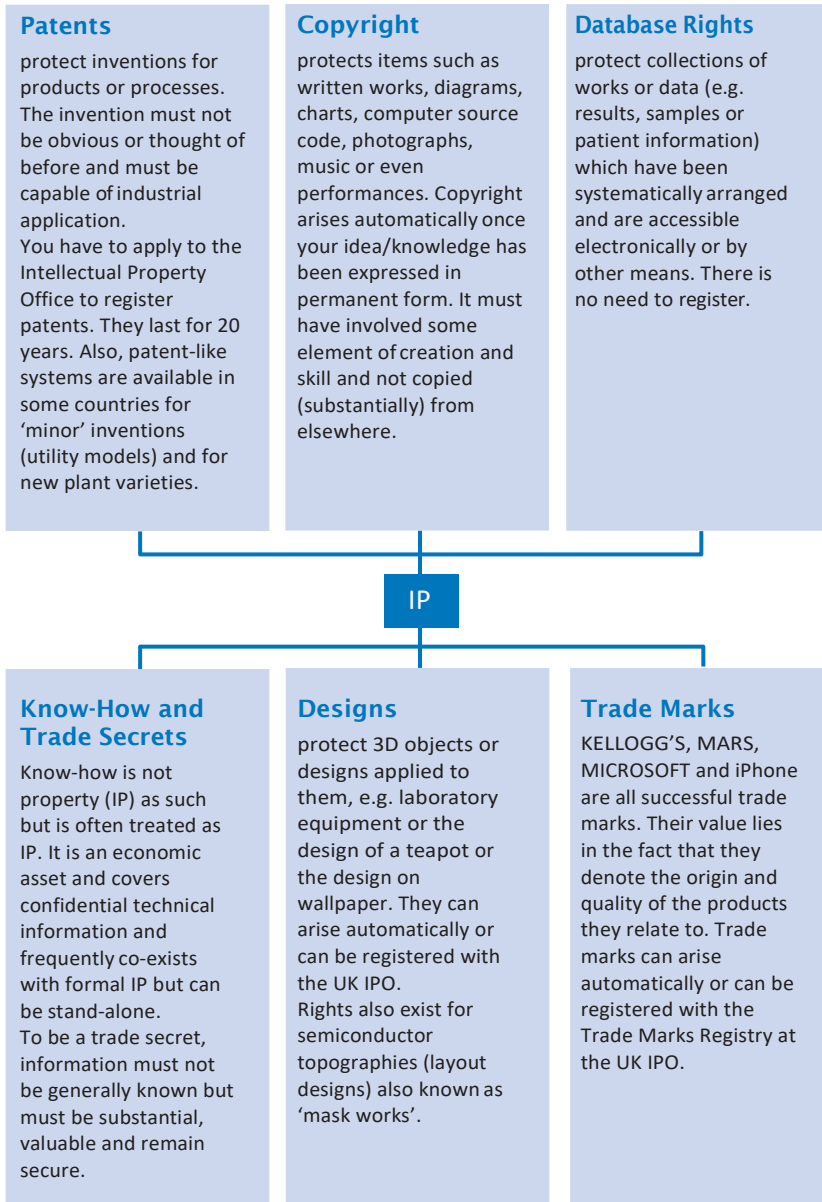 Patents
protect inventions for
products or processes.
The invention must not
be obvious or thought of
before and must be
capable of industrial
application.
You have to apply to the
Intellectual Property
Office to register
patents. They last for 20
years. Also, patent-like
systems are available in
some countries for
‘minor’ inventions
(utility models) and for
new plant varieties.
Copyright
protects items such as
written works, diagrams,
charts, computer source
code, photographs,
music or even
performances. Copyright
arises automatically once
your idea/knowledge has
been expressed in
permanent form. It must
have involved some
element of creation and
skill and not copied
(substantially) from
elsewhere.
Database Rights
protect collections of
works or data (e.g.
results, samples or
patient information)
which have been
systematically arranged
and are accessible
electronically or by
other means. There is
no need to register.
IP
Know-How and
Trade Secrets
Know-how is not
property (IP) as such
but is often treated as
IP. It is an economic
asset and covers
confidential technical
information and
frequently co-exists
with formal IP but can
be stand-alone.
To be a trade secret,
information must not
be generally known but
must be substantial,
valuable and remain
secure.
Designs
protect 3D objects or
designs applied to
them, e.g. laboratory
equipment or the
design of a teapot or
the design on
wallpaper. They can
arise automatically or
can be registered with
the UK IPO.
Rights also exist for
semiconductor
topographies (layout
designs) also known as
‘mask works’.
Trade Marks
KELLOGG’S, MARS,
MICROSOFT and iPhone
are all successful trade
marks. Their value lies
in the fact that they
denote the origin and
quality of the products
they relate to. Trade
marks can arise
automatically or can be
registered with the
Trade Marks Registry at
the UK IPO.